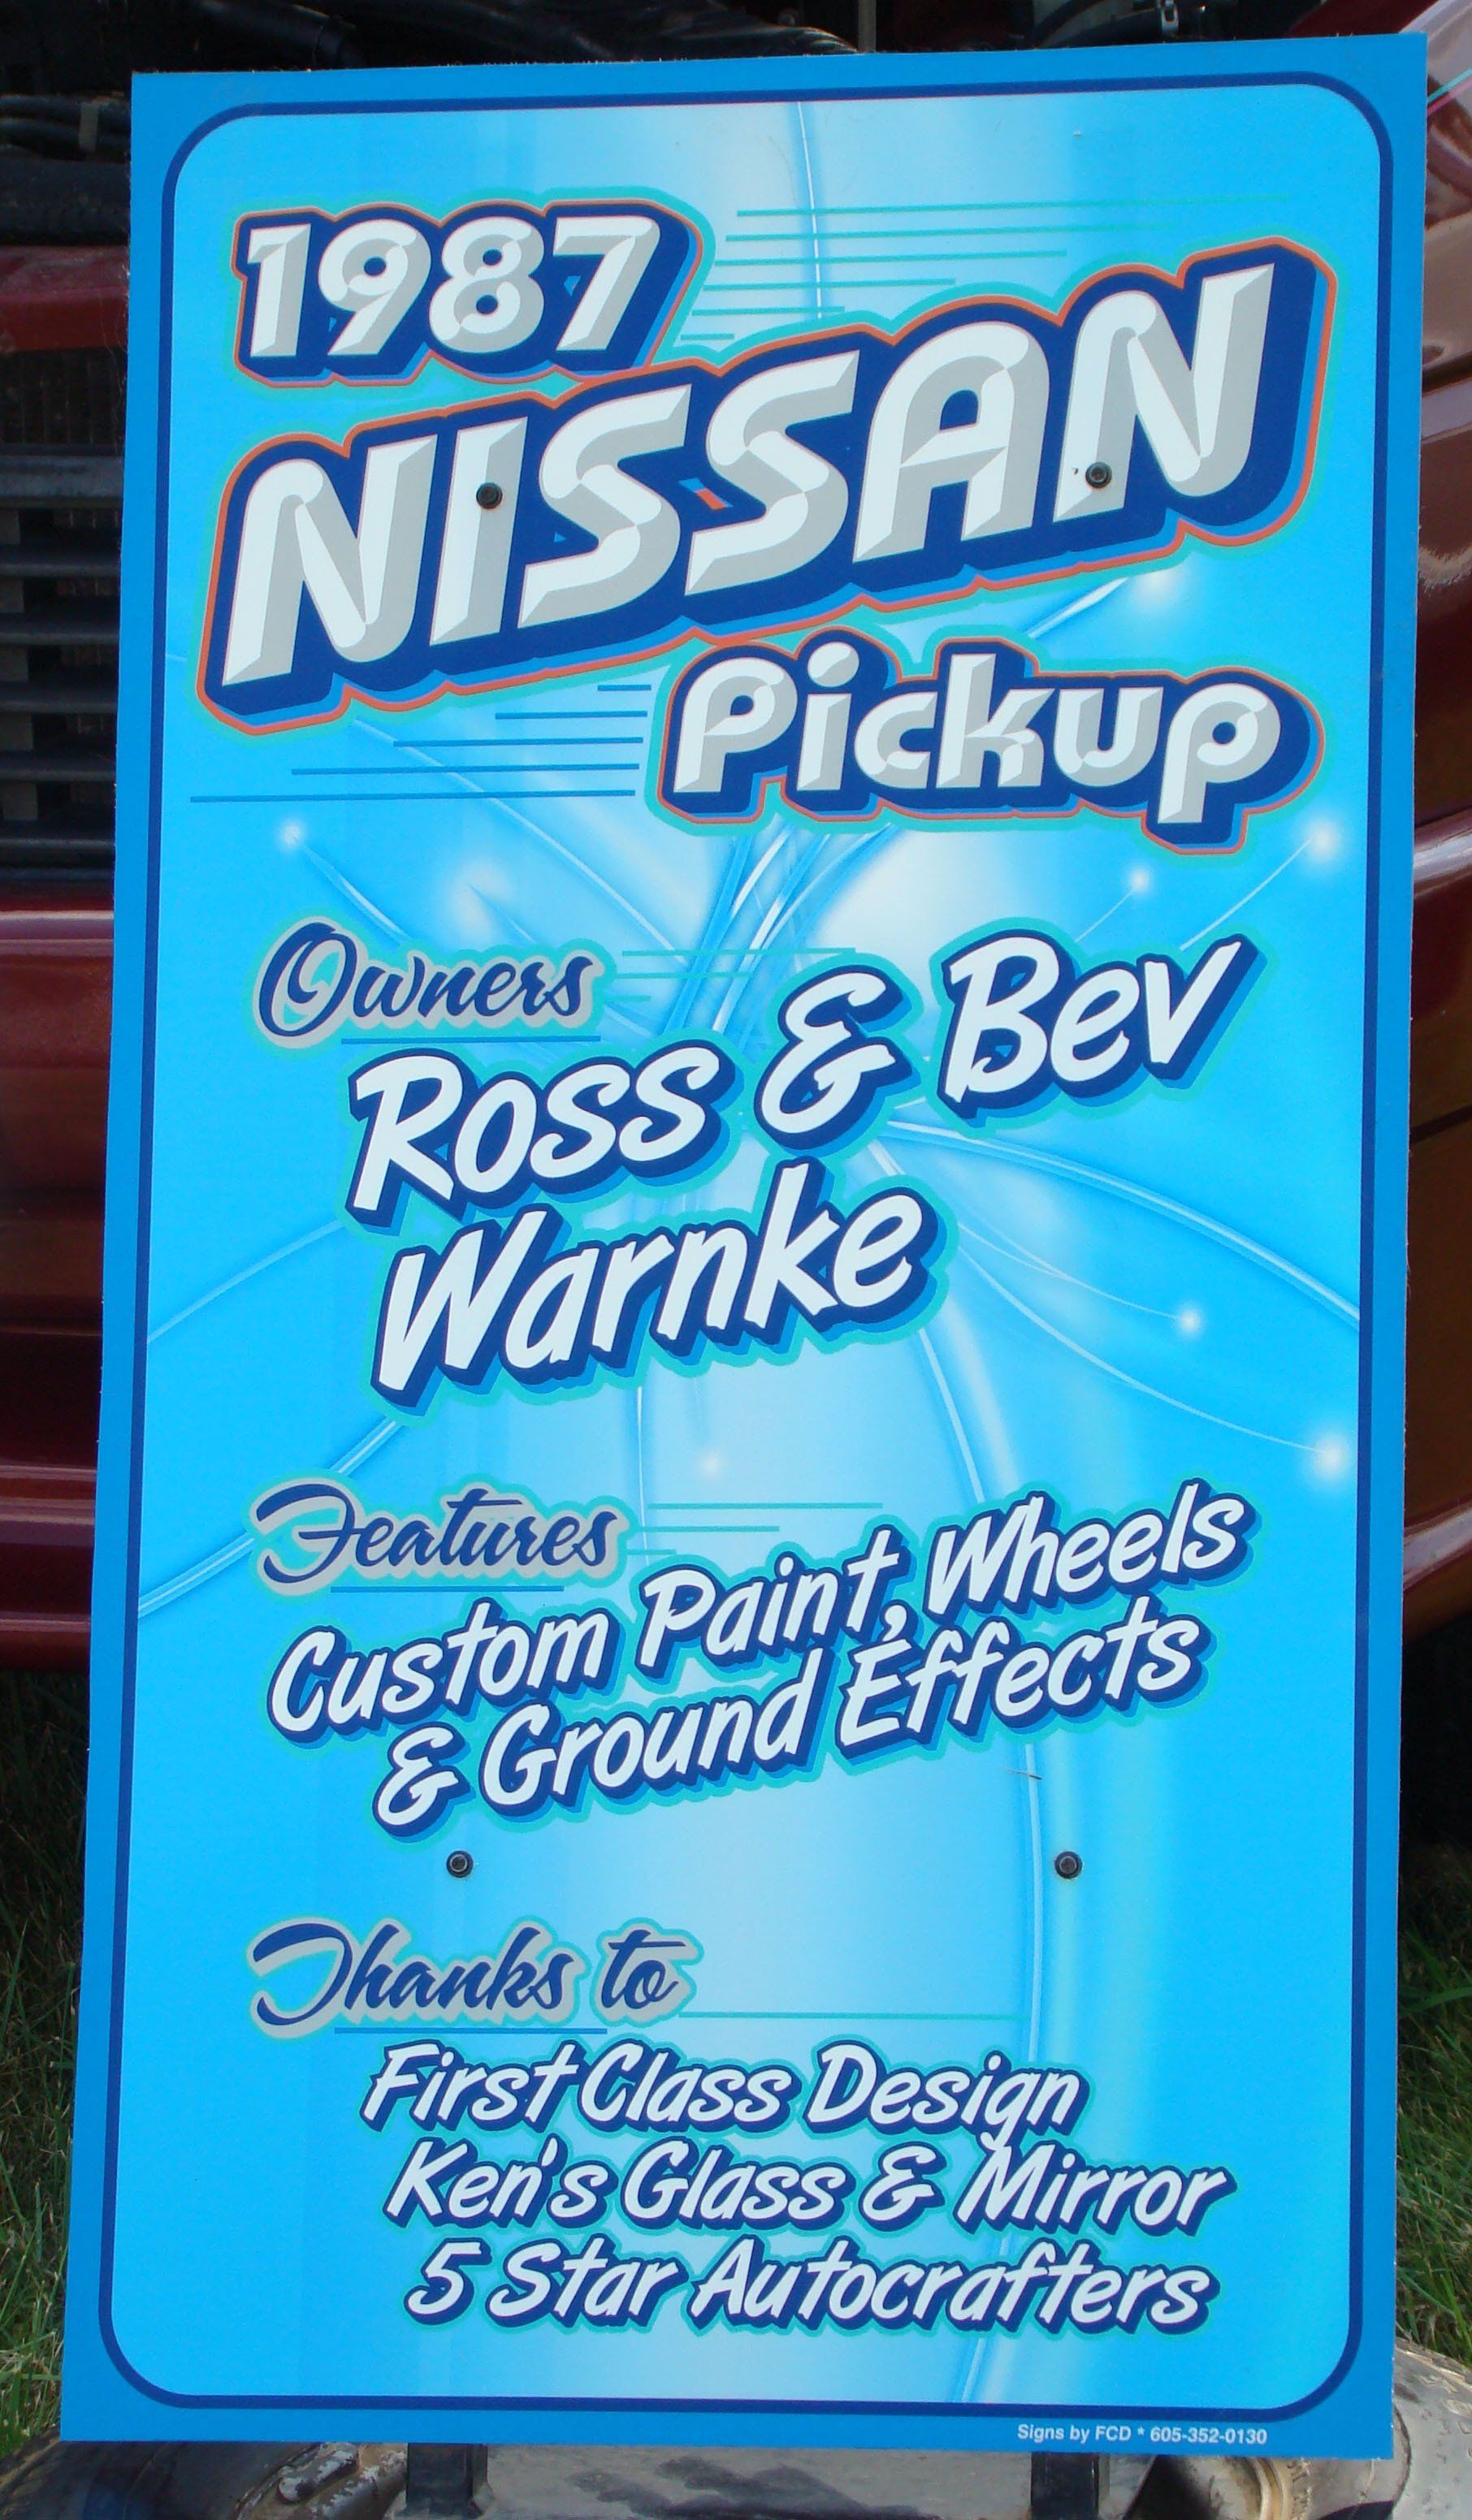 1987
NISSAN
Pickup
Owners
Ross & Bev
Warnke
Features
Custom Paint, Wheels
& Ground Effects
Thanks to
First Class Design
Ken's Glass & Mirror
5 Star Autocrafters
Signs by FCD * 605-352-0130